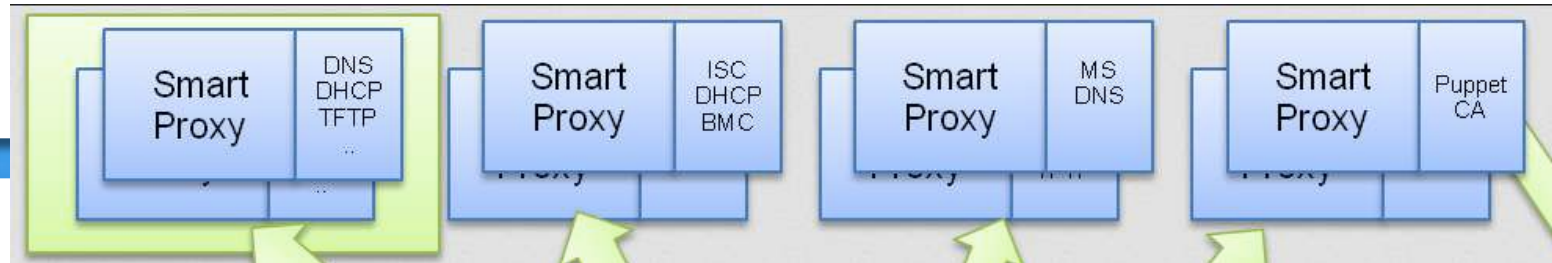 Smart
Proxy
DNS
DHCP
TFTP
..
..
Smart
Proxy
ISC
DHCP
BMC
Smart
Proxy
MS
DNS
Smart
Proxy
Puppet
CA